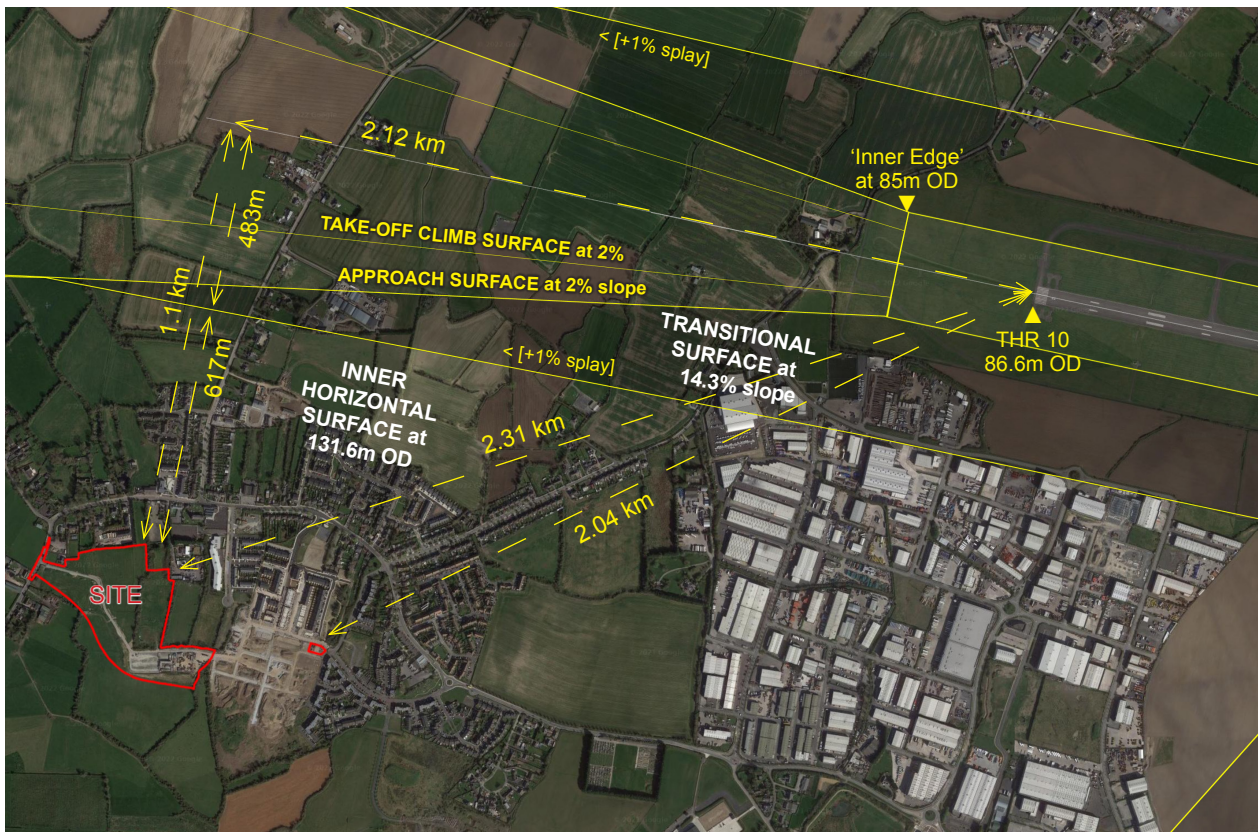 < [+1% splay]
2.12 km
'Inner Edge'
at 85m OD
483m
TAKE-OFF CLIMB SURFACE at 2%
APPROACH SURFACE at 2% slope
1.1 km
THR 10
86.6m OD
TRANSITIONAL
SURFACE at
14.3% slope
< [+1% splay]
617m
INNER
HORIZONTAL
SURFACE at
131.6m OD
2.31 km
2.04 km
SITE